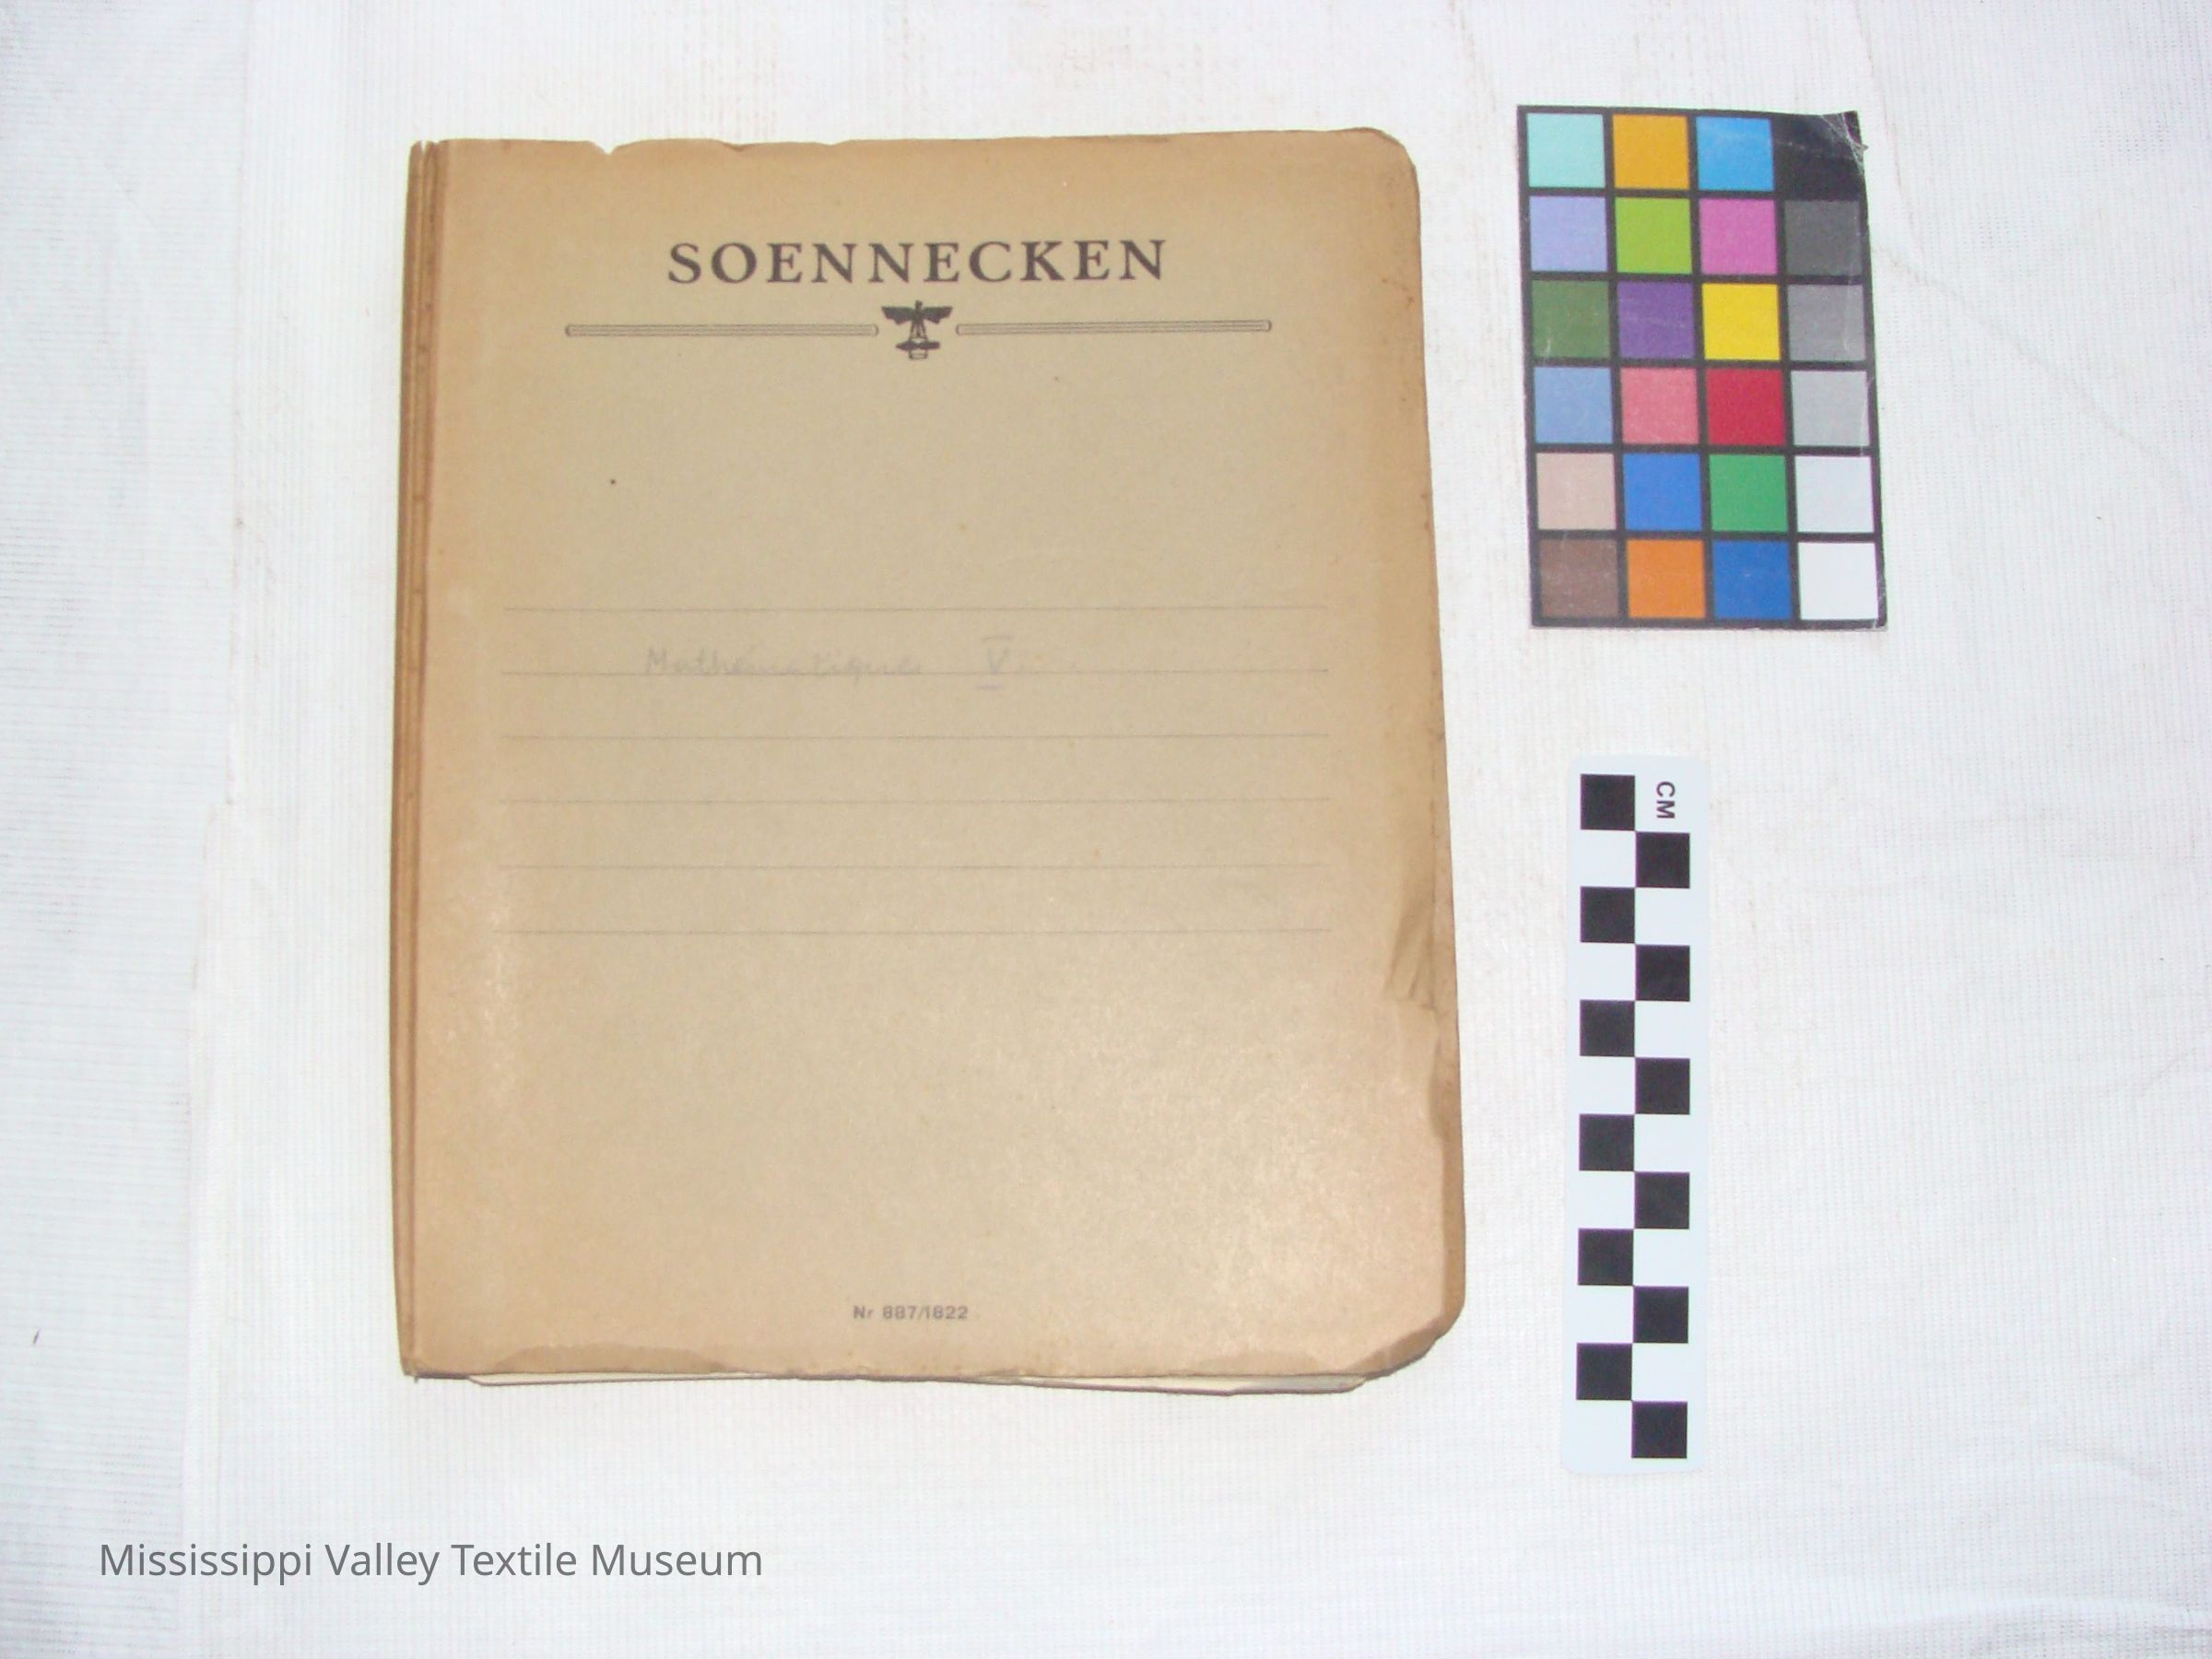 SOENNECKEN
Mathématiques V
Nr 887/1822
CM
Mississippi Valley Textile Museum